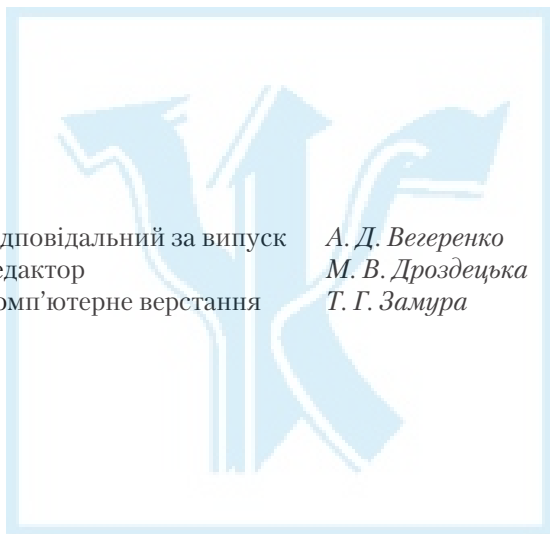 дповідальний за випуск А. Д. Вегеренко
едактор М. В. Дроздецька
омп’ютерне верстання Т. Г. Замура